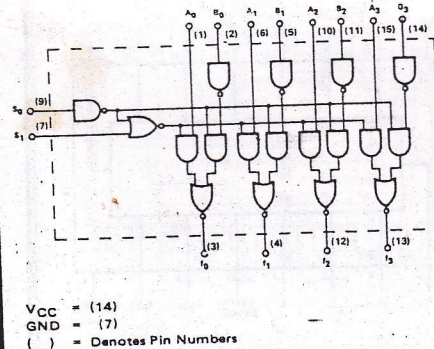 A0 B0 A1 B1 A2 B2 A3 B3
(1) (2) (6) (5) (10) (11) (15) (14)
S0 (9)
S1 (7)
(3) (4) (12) (13)
f0 f1 f2 f3
VCC = (14)
GND = (7)
( ) = Denotes Pin Numbers